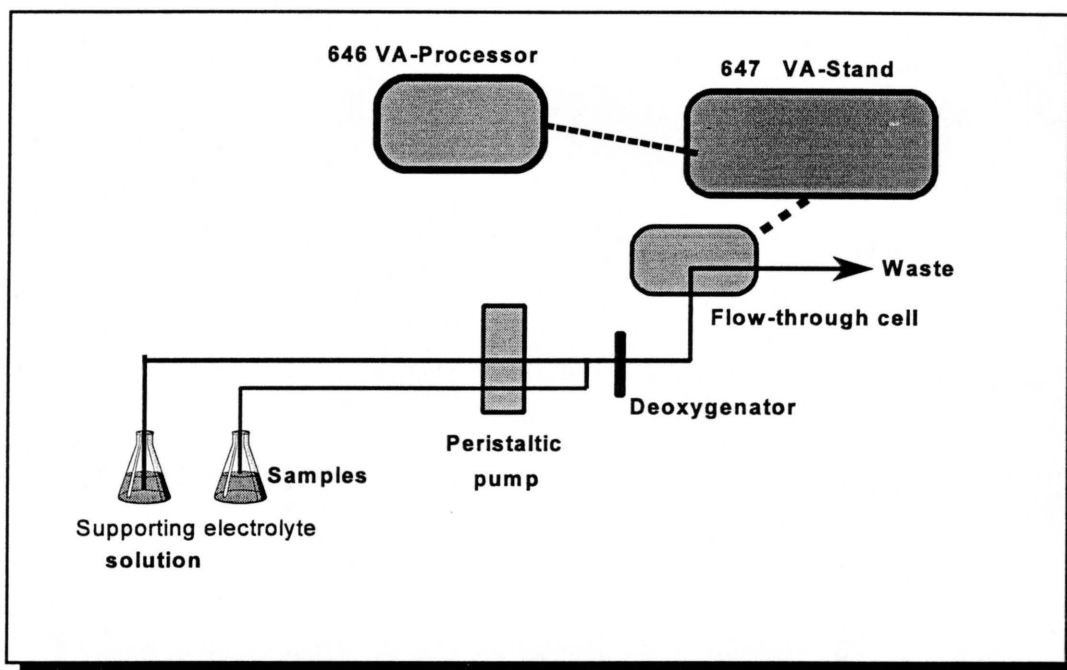 646 VA-Processor
647 VA-Stand
Waste
Flow-through cell
Deoxygenator
Peristaltic
pump
Samples
Supporting electrolyte
solution